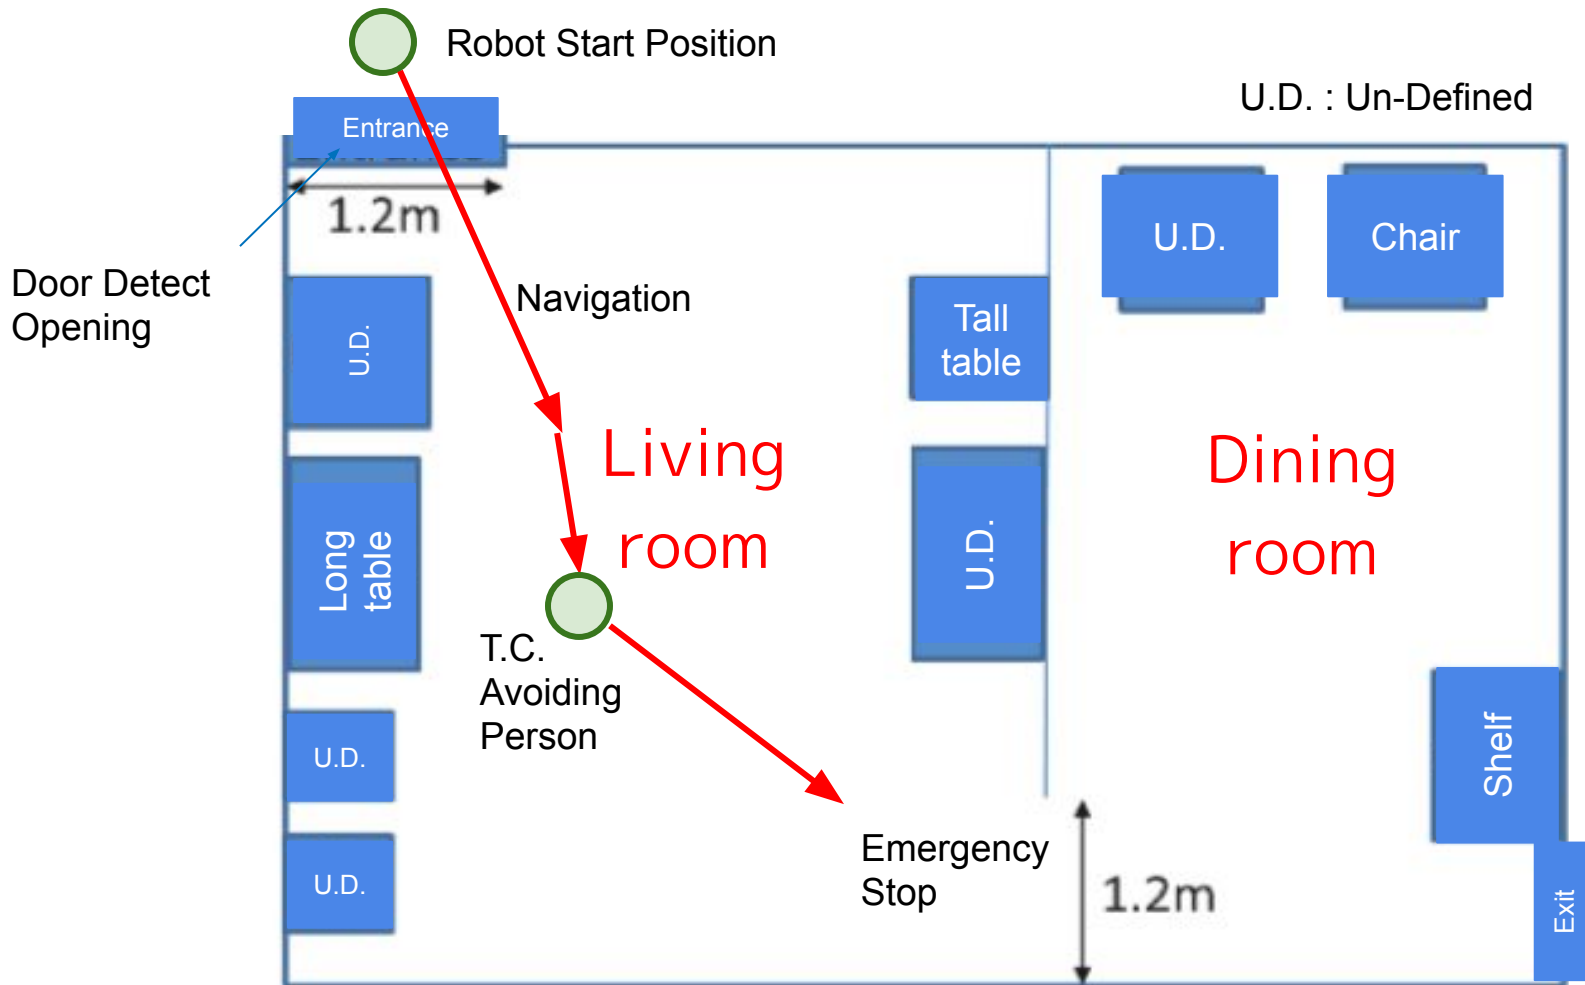 Robot Start Position
U.D. : Un-Defined
Entrance
1.2m
Door Detect
Opening
Navigation
U.D.
Long
table
U.D.
U.D.
Living
room
T.C.
Avoiding
Person
Tall
table
U.D.
Emergency
Stop
1.2m
U.D.
Chair
Dining
room
Shelf
Exit